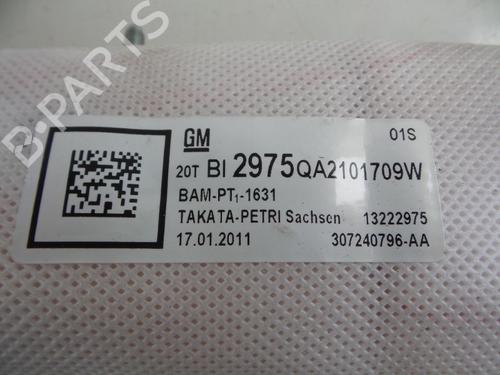 B-PARTS
GM
01S
20T BI 2975QA2101709W
BAM-PT1-1631
TAKATA-PETRI Sachsen 13222975
17.01.2011 307240796-AA